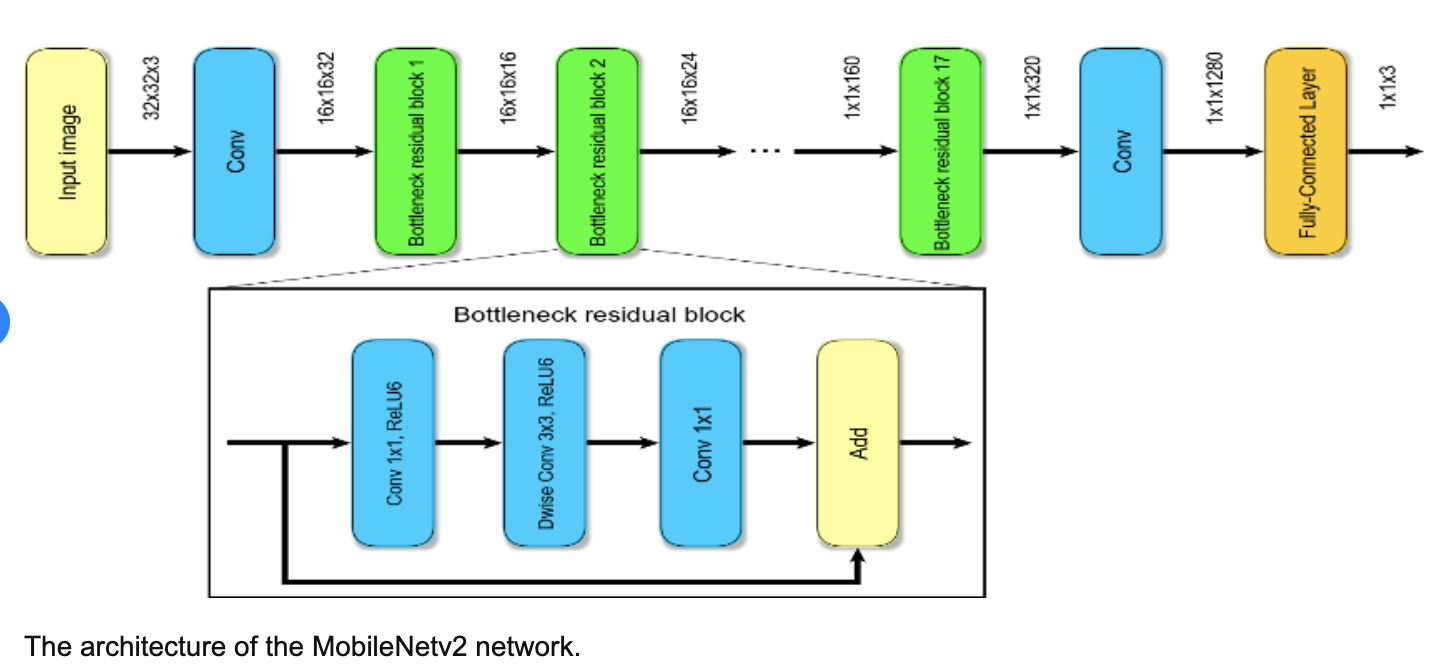 Input image
32x32x3
Conv
16x16x32
Bottleneck residual block 1
16x16x16
Bottleneck residual block 2
16x16x24
...
1x1x160
Bottleneck residual block 17
1x1x320
Conv
1x1x1280
Fully-Connected Layer
1x1x3
Bottleneck residual block
Conv 1x1, ReLU6
Dwise Conv 3x3, ReLU6
Conv 1x1
Add
The architecture of the MobileNetv2 network.